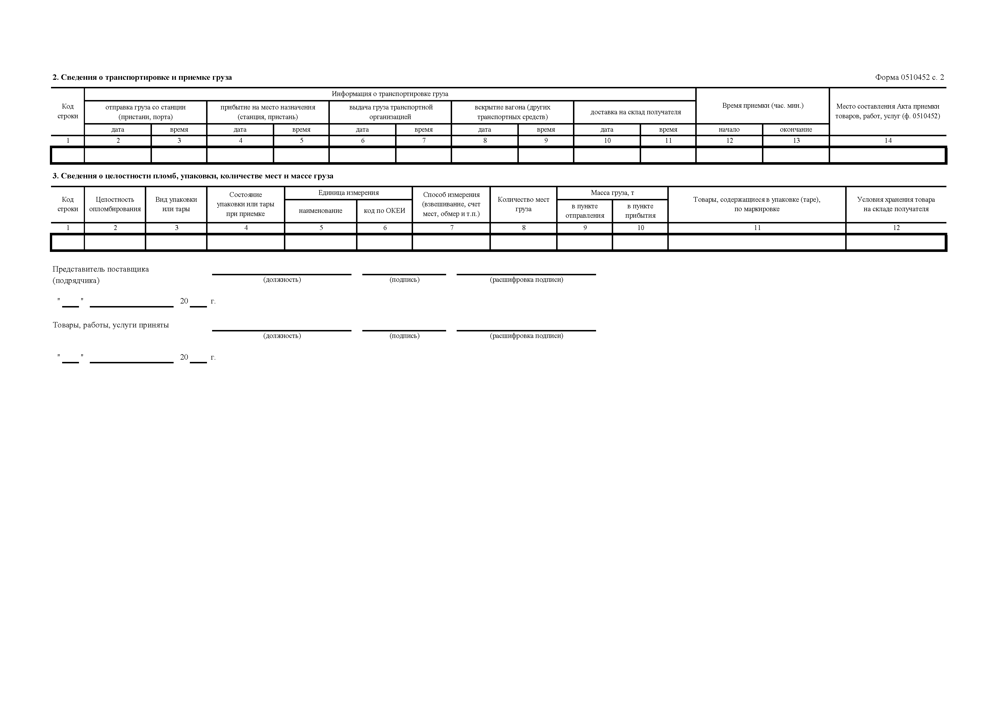 2. Сведения о транспортировке и приемке груза
Форма 0510452 с. 2
Код
строки
Информация о транспортировке груза
отправка груза со станции
(пристани, порта)
прибытие на место назначения
(станция, пристань)
выдача груза транспортной
организацией
вскрытие вагона (других
транспортных средств)
доставка на склад получателя
Время приемки (час. мин.)
Место составления Акта приемки
товаров, работ, услуг (ф. 0510452)
дата время дата время дата время дата время дата время начало окончание
1 2 3 4 5 6 7 8 9 10 11 12 13 14
3. Сведения о целостности пломб, упаковки, количестве мест и массе груза
Код
строки
Целостность
опломбирования
Вид упаковки
или тары
Состояние
упаковки или тары
при приемке
Единица измерения
наименование
код по ОКЕИ
Способ измерения
(взвешивание, счет
мест, обмер и т.п.)
Количество мест
груза
Масса груза, т
в пункте
отправления
в пункте
прибытия
Товары, содержащиеся в упаковке (таре),
по маркировке
Условия хранения товара
на складе получателя
1 2 3 4 5 6 7 8 9 10 11 12
Представитель поставщика
(подрядчика)
(должность) (подпись) (расшифровка подписи)
" " 20 г.
Товары, работы, услуги приняты
(должность) (подпись) (расшифровка подписи)
" " 20 г.